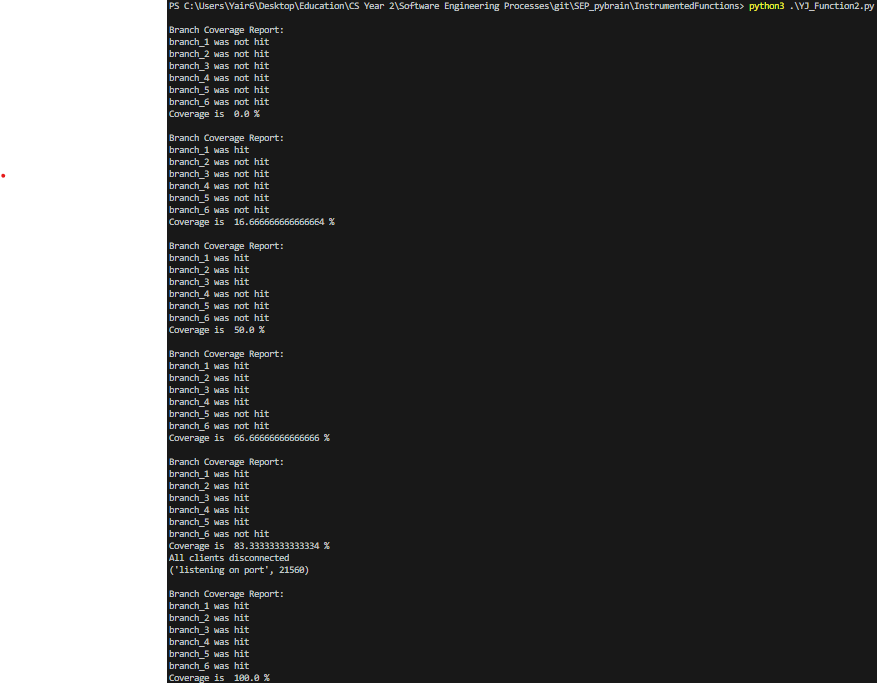 PS C:\Users\Yair6\Desktop\Education\CS Year 2\Software Engineering Processes\git\SEP_pybrain\InstrumentedFunctions> python3 .\YJ_Function2.py
Branch Coverage Report:
branch_1 was not hit
branch_2 was not hit
branch_3 was not hit
branch_4 was not hit
branch_5 was not hit
branch_6 was not hit
Coverage is  0.0 %
Branch Coverage Report:
branch_1 was hit
branch_2 was not hit
branch_3 was not hit
branch_4 was not hit
branch_5 was not hit
branch_6 was not hit
Coverage is  16.666666666666664 %
Branch Coverage Report:
branch_1 was hit
branch_2 was hit
branch_3 was hit
branch_4 was not hit
branch_5 was not hit
branch_6 was not hit
Coverage is  50.0 %
Branch Coverage Report:
branch_1 was hit
branch_2 was hit
branch_3 was hit
branch_4 was hit
branch_5 was not hit
branch_6 was not hit
Coverage is  66.66666666666666 %
Branch Coverage Report:
branch_1 was hit
branch_2 was hit
branch_3 was hit
branch_4 was hit
branch_5 was hit
branch_6 was not hit
Coverage is  83.33333333333334 %
All clients disconnected
('listening on port', 21560)
Branch Coverage Report:
branch_1 was hit
branch_2 was hit
branch_3 was hit
branch_4 was hit
branch_5 was hit
branch_6 was hit
Coverage is  100.0 %